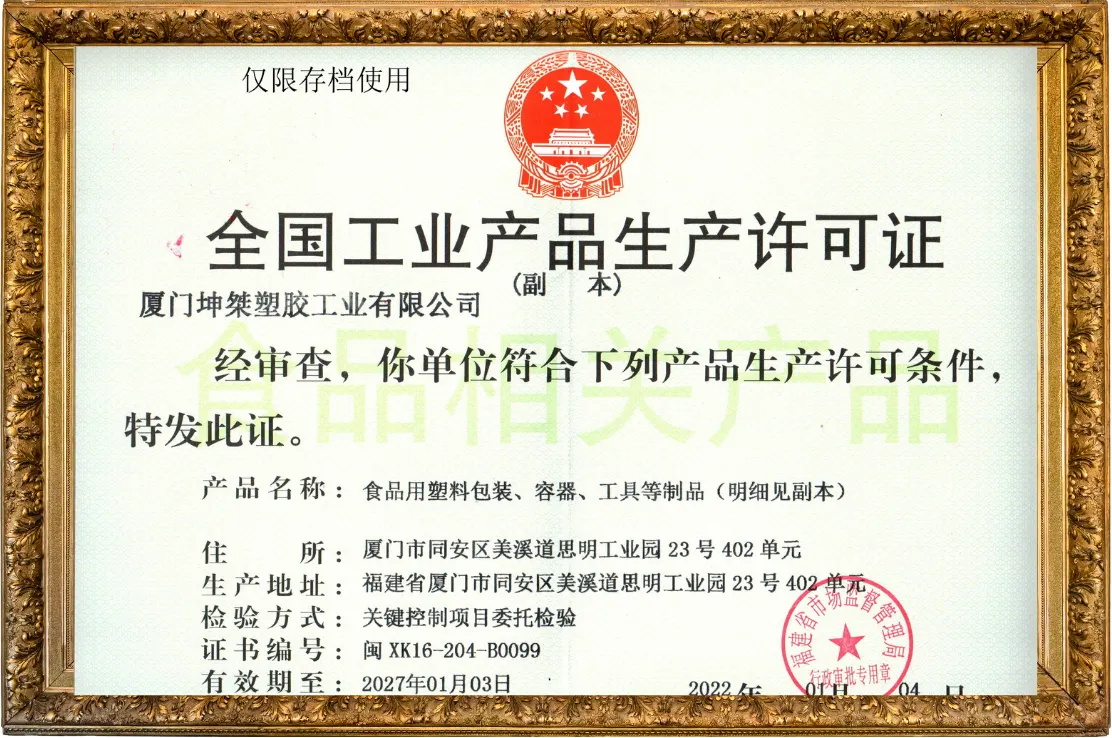 仅限存档使用
全国工业产品生产许可证
(副 本)
厦门坤桀塑胶工业有限公司
食品相关产品
经审查，你单位符合下列产品生产许可条件，
特发此证。
产品名称：食品用塑料包装、容器、工具等制品（明细见副本）
住 所：厦门市同安区美溪道思明工业园 23 号 402 单元
生产地址：福建省厦门市同安区美溪道思明工业园 23 号 402 单元
检验方式：关键控制项目委托检验
证书编号：闽 XK16-204-B0099
有效期至：2027年01月03日
2022 年 01月 04 日
福建省市场监督管理局
行政审批专用章